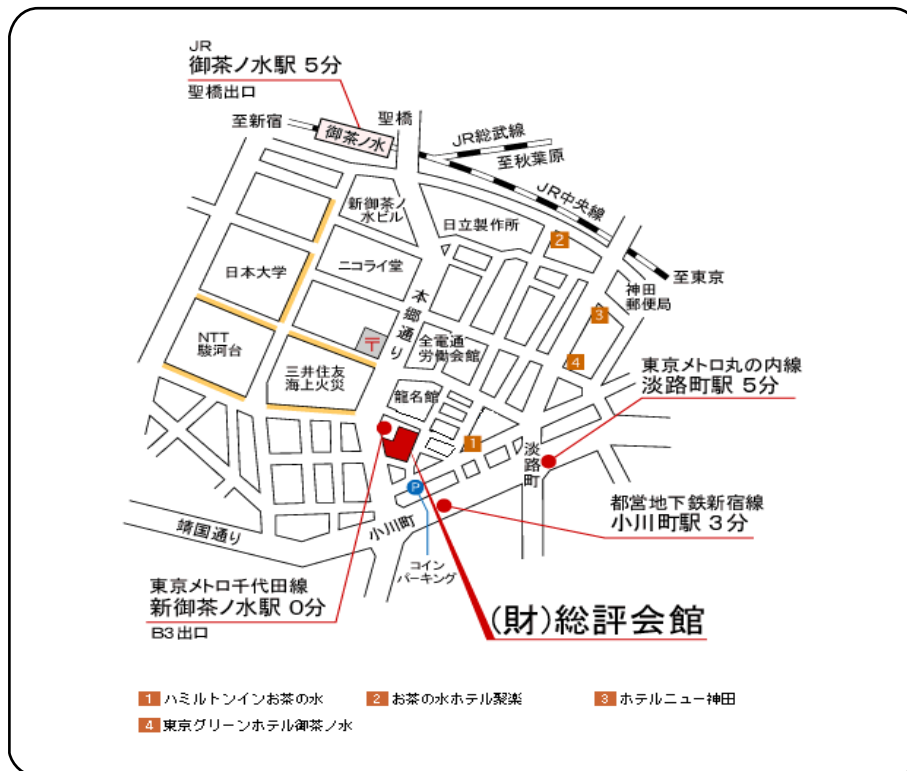 JR
御茶ノ水駅 5分
聖橋出口
至新宿
御茶ノ水
聖橋
JR総武線
至秋葉原
JR中央線
新御茶ノ
水ビル
日立製作所
2
至東京
日本大学
ニコライ堂
神田
郵便局
本郷通り
3
NTT
駿河台
〒
全電通
労働会館
4
三井住友
海上火災
東京メトロ丸の内線
淡路町駅 5分
龍名館
1
淡路町
P
都営地下鉄新宿線
小川町駅 3分
靖国通り
小川町
コイン
パーキング
東京メトロ千代田線
新御茶ノ水駅 0分
B3出口
(財)総評会館
1 ハミルトンインお茶の水
2 お茶の水ホテル聚楽
3 ホテルニュー神田
4 東京グリーンホテル御茶ノ水